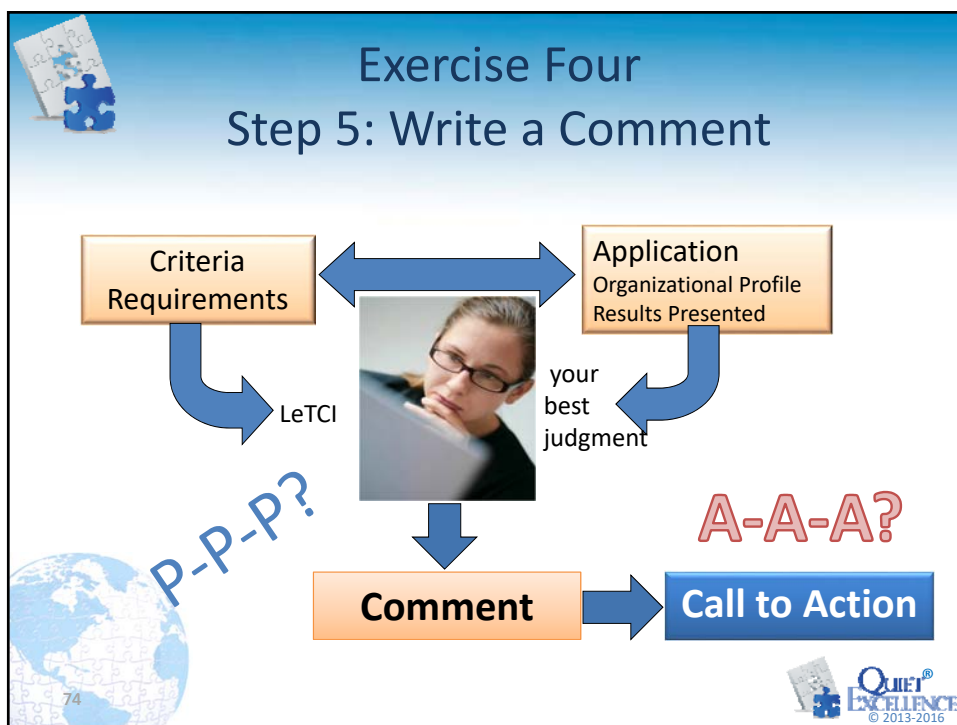 Exercise Four
Step 5: Write a Comment
Criteria
Requirements
Application
Organizational Profile
Results Presented
LeTCI
your
best
judgment
P-P-P?
A-A-A?
Comment
Call to Action
74
QUIET®
EXCELLENCE
© 2013-2016